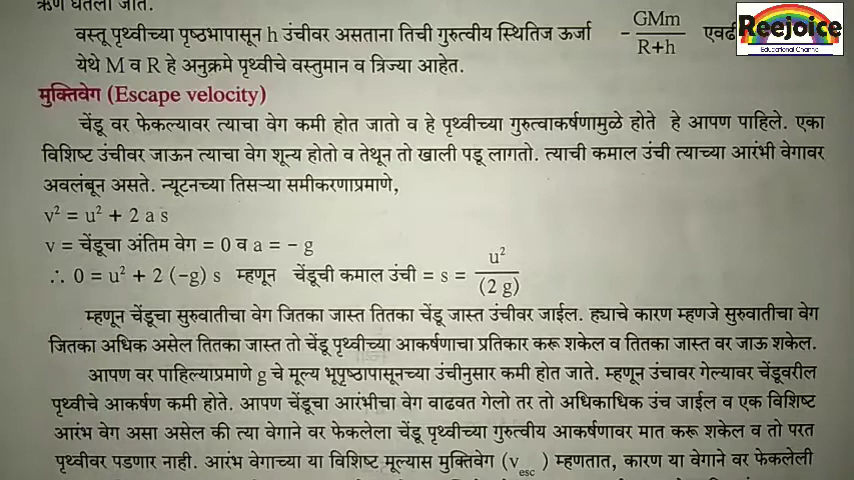 ऋण घेतली जाते.
वस्तू पृथ्वीच्या पृष्ठभापासून h उंचीवर असताना तिची गुरुत्वीय स्थितिज ऊर्जा - GMm / R+h एवढी
येथे M व R हे अनुक्रमे पृथ्वीचे वस्तुमान व त्रिज्या आहेत.
मुक्तिवेग (Escape velocity)
चेंडू वर फेकल्यावर त्याचा वेग कमी होत जातो व हे पृथ्वीच्या गुरुत्वाकर्षणामुळे होते हे आपण पाहिले. एका
विशिष्ट उंचीवर जाऊन त्याचा वेग शून्य होतो व तेथून तो खाली पडू लागतो. त्याची कमाल उंची त्याच्या आरंभी वेगावर
अवलंबून असते. न्यूटनच्या तिसऱ्या समीकरणाप्रमाणे,
v² = u² + 2 a s
v = चेंडूचा अंतिम वेग = 0 व a = – g
∴ 0 = u² + 2 (–g) s म्हणून चेंडूची कमाल उंची = s = u² / (2 g)
म्हणून चेंडूचा सुरुवातीचा वेग जितका जास्त तितका चेंडू जास्त उंचीवर जाईल. ह्याचे कारण म्हणजे सुरुवातीचा वेग
जितका अधिक असेल तितका जास्त तो चेंडू पृथ्वीच्या आकर्षणाचा प्रतिकार करू शकेल व तितका जास्त वर जाऊ शकेल.
आपण वर पाहिल्याप्रमाणे g चे मूल्य भूपृष्ठापासूनच्या उंचीनुसार कमी होत जाते. म्हणून उंचावर गेल्यावर चेंडूवरील
पृथ्वीचे आकर्षण कमी होते. आपण चेंडूचा आरंभीचा वेग वाढवत गेलो तर तो अधिकाधिक उंच जाईल व एक विशिष्ट
आरंभ वेग असा असेल की त्या वेगाने वर फेकलेला चेंडू पृथ्वीच्या गुरुत्वीय आकर्षणावर मात करू शकेल व तो परत
पृथ्वीवर पडणार नाही. आरंभ वेगाच्या या विशिष्ट मूल्यास मुक्तिवेग (v esc ) म्हणतात, कारण या वेगाने वर फेकलेली
Reejoice
Educational Channel